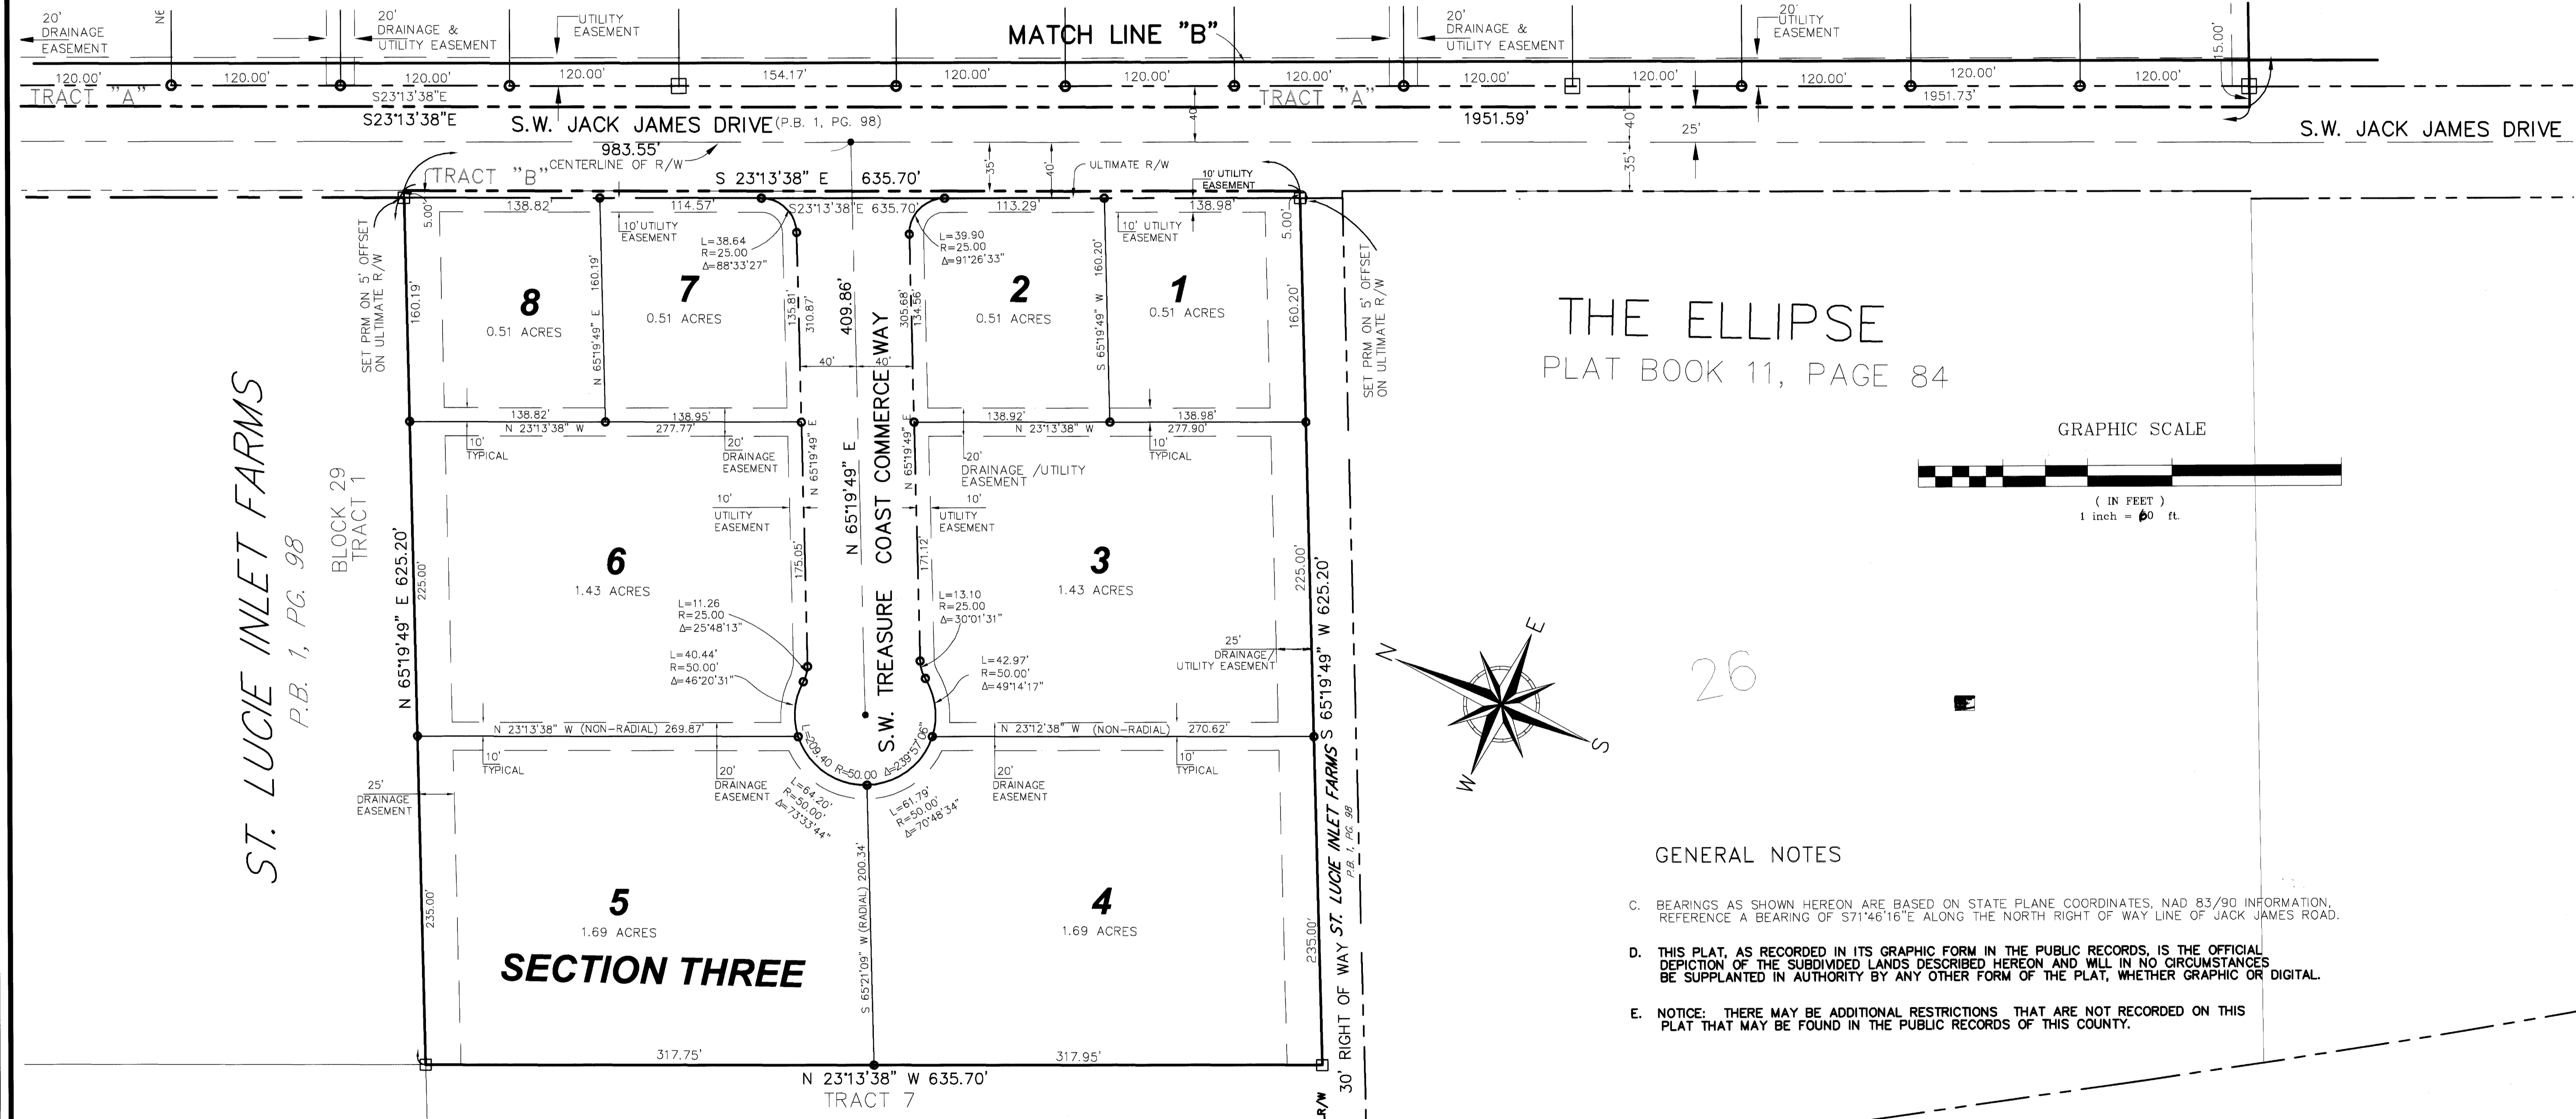 20'
DRAINAGE
EASEMENT
20'
DRAINAGE &
UTILITY EASEMENT
UTILITY
EASEMENT
MATCH LINE "B"
20'
DRAINAGE &
UTILITY EASEMENT
20'
UTILITY
EASEMENT
15.00'
120.00' 120.00' 120.00' 120.00' 154.17' 120.00' 120.00' 120.00' 120.00' 120.00' 120.00' 120.00' 120.00'
TRACT "A" S23°13'38"E TRACT "A" 1951.73'
S23°13'38"E S.W. JACK JAMES DRIVE (P.B. 1, PG. 98) 40' 1951.59' 40' 25' S.W. JACK JAMES DRIVE
983.55'
CENTERLINE OF R/W
35' 40' ULTIMATE R/W 35'
TRACT "B" S 23°13'38" E 635.70'
10' UTILITY
EASEMENT
138.82' 114.57' S23°13'38"E 635.70' 113.29' 138.98'
5.00'
5.00'
10' UTILITY
EASEMENT
10' UTILITY
EASEMENT
SET PRM ON 5' OFFSET
ON ULTIMATE R/W
SET PRM ON 5' OFFSET
ON ULTIMATE R/W
L=38.64
R=25.00
Δ=88°33'27"
L=39.90
R=25.00
Δ=91°26'33"
160.19'
8
0.51 ACRES
N 65°19'49" E 160.19'
7
0.51 ACRES
135.81'
310.87'
409.86'
305.68'
134.56'
2
0.51 ACRES
S 65°19'49" W 160.20'
1
0.51 ACRES
160.20'
40' 40'
138.82' 138.95' 138.92' 138.98'
N 23°13'38" W 277.77' N 23°13'38" W 277.90'
10'
TYPICAL
20'
DRAINAGE
EASEMENT
20'
DRAINAGE /UTILITY
EASEMENT
10'
TYPICAL
N 65°19'49" E
N 65°19'49" E
N 65°19'49" E
S.W. TREASURE COAST COMMERCE WAY
10'
UTILITY
EASEMENT
10'
UTILITY
EASEMENT
ST. LUCIE INLET FARMS
P.B. 1, PG. 98
BLOCK 29
TRACT 1
N 65°19'49" E 625.20'
225.00'
6
1.43 ACRES
175.05'
171.12'
3
1.43 ACRES
225.00'
S 65°19'49" W 625.20'
L=11.26
R=25.00
Δ=25°48'13"
L=13.10
R=25.00
Δ=30°01'31"
L=40.44'
R=50.00'
Δ=46°20'31"
L=42.97'
R=50.00'
Δ=49°14'17"
25'
DRAINAGE/
UTILITY EASEMENT
N 23°13'38" W (NON-RADIAL) 269.87'
N 23°12'38" W (NON-RADIAL) 270.62'
L=209.40 R=50.00 Δ=239°57'06"
10'
TYPICAL
20'
DRAINAGE
EASEMENT
20'
DRAINAGE
EASEMENT
10'
TYPICAL
25'
DRAINAGE
EASEMENT
L=64.20'
R=50.00'
Δ=73°33'44"
L=61.79'
R=50.00'
Δ=70°48'34"
235.00'
5
1.69 ACRES
S 65°21'09" W (RADIAL) 200.34'
4
1.69 ACRES
235.00'
SECTION THREE
317.75' 317.95'
N 23°13'38" W 635.70'
TRACT 7
30' RIGHT OF WAY ST. LUCIE INLET FARMS
P.B. 1, PG. 98
R/W
THE ELLIPSE
PLAT BOOK 11, PAGE 84
GRAPHIC SCALE
( IN FEET )
1 inch = 60 ft.
N
E
S
W
26
GENERAL NOTES
C. BEARINGS AS SHOWN HEREON ARE BASED ON STATE PLANE COORDINATES, NAD 83/90 INFORMATION,
REFERENCE A BEARING OF S71°46'16"E ALONG THE NORTH RIGHT OF WAY LINE OF JACK JAMES ROAD.
D. THIS PLAT, AS RECORDED IN ITS GRAPHIC FORM IN THE PUBLIC RECORDS, IS THE OFFICIAL
DEPICTION OF THE SUBDIVIDED LANDS DESCRIBED HEREON AND WILL IN NO CIRCUMSTANCES
BE SUPPLANTED IN AUTHORITY BY ANY OTHER FORM OF THE PLAT, WHETHER GRAPHIC OR DIGITAL.
E. NOTICE: THERE MAY BE ADDITIONAL RESTRICTIONS THAT ARE NOT RECORDED ON THIS
PLAT THAT MAY BE FOUND IN THE PUBLIC RECORDS OF THIS COUNTY.